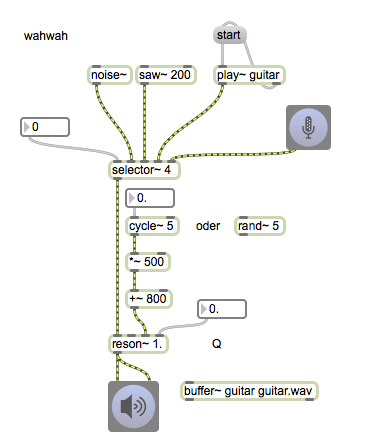 wahwah
start
noise~ saw~ 200 play~ guitar
0
selector~ 4
0.
cycle~ 5 oder rand~ 5
*~ 500
+~ 800
0.
reson~ 1. Q
buffer~ guitar guitar.wav